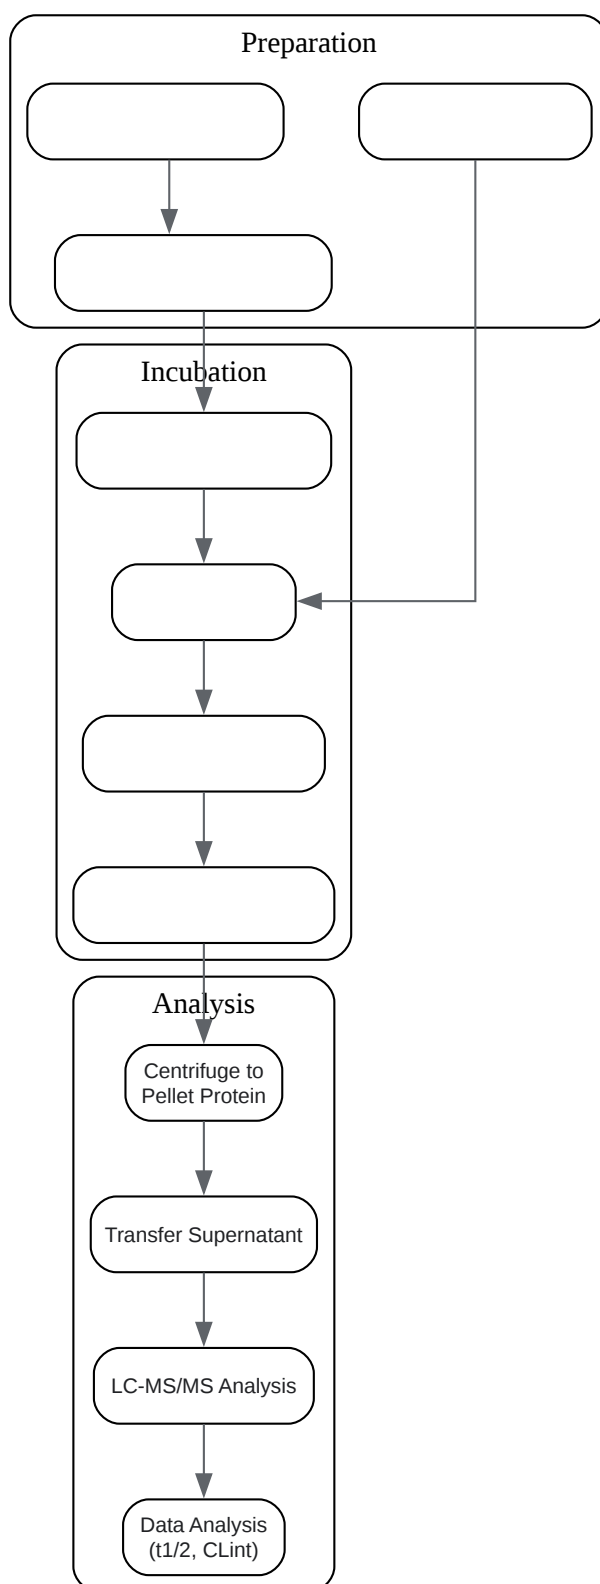 Preparation
Incubation
Analysis
Centrifuge to
Pellet Protein
Transfer Supernatant
LC-MS/MS Analysis
Data Analysis
(t1/2, CLint)